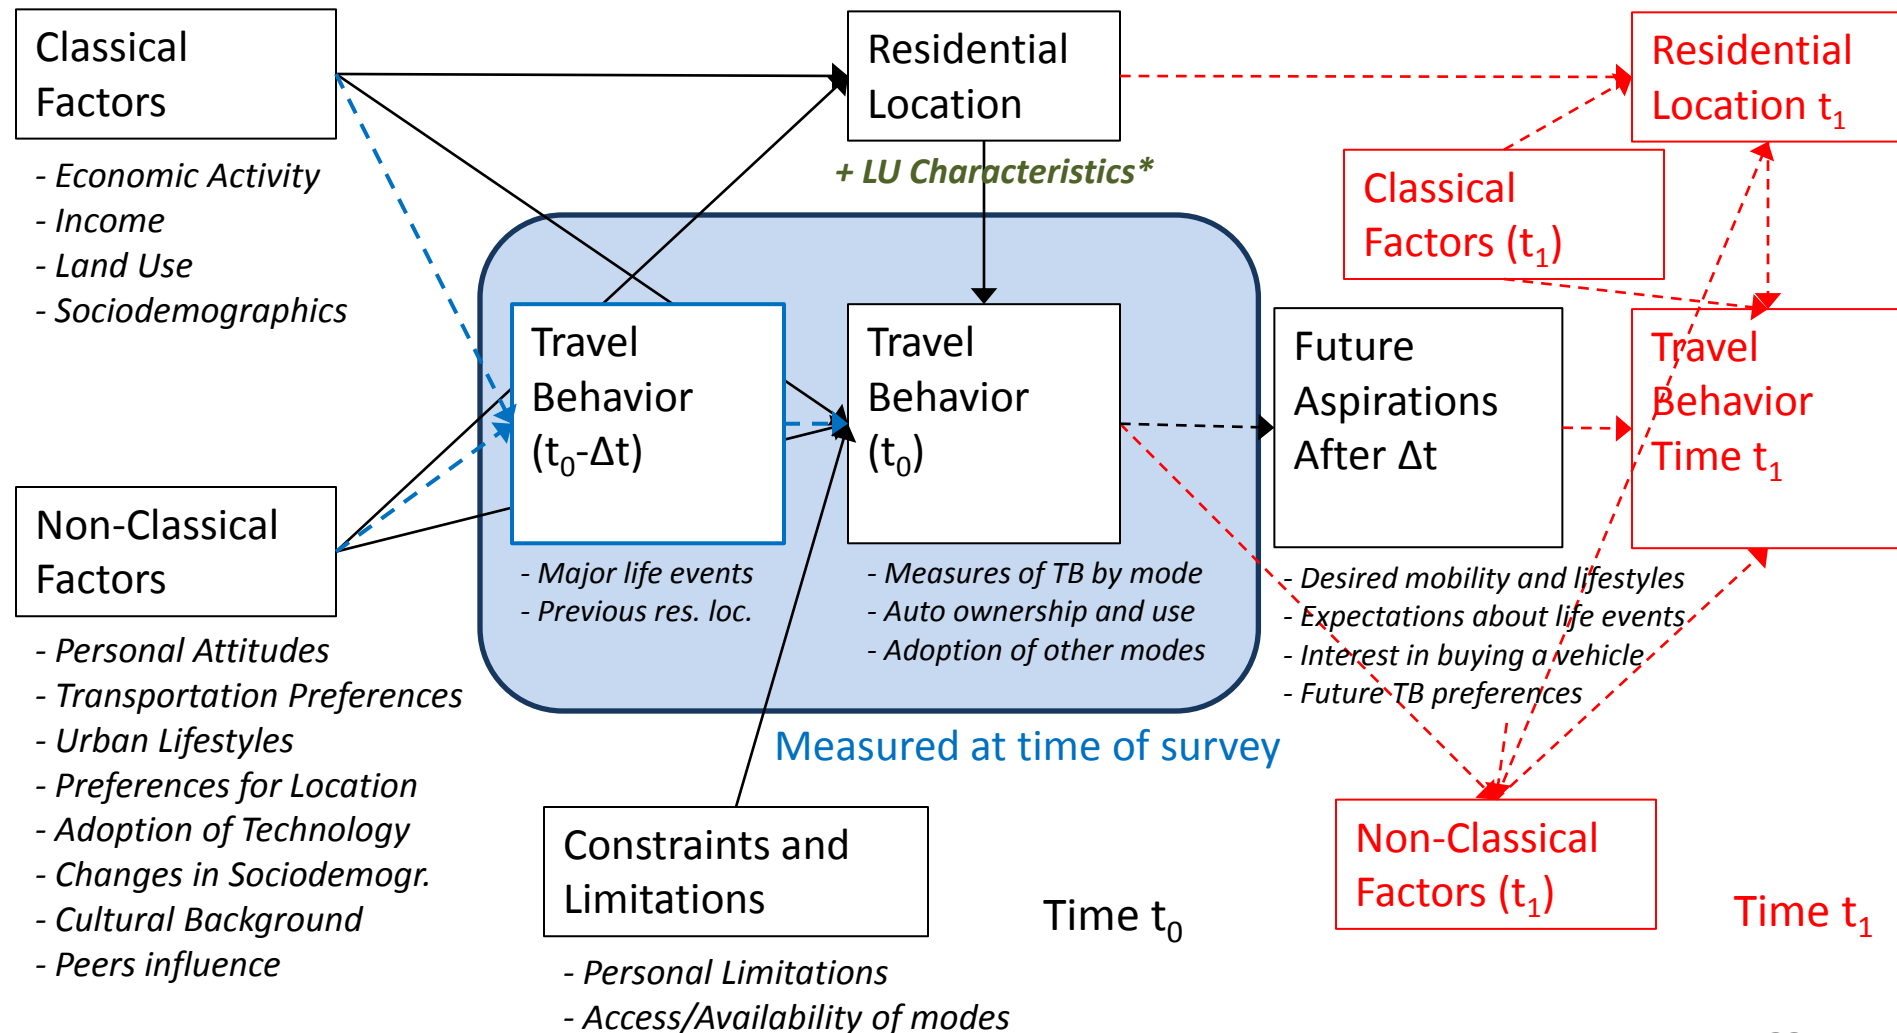 Classical
Factors
- Economic Activity
- Income
- Land Use
- Sociodemographics
Non-Classical
Factors
- Personal Attitudes
- Transportation Preferences
- Urban Lifestyles
- Preferences for Location
- Adoption of Technology
- Changes in Sociodemogr.
- Cultural Background
- Peers influence
Residential
Location
+ LU Characteristics*
Travel
Behavior
(t₀-Δt)
- Major life events
- Previous res. loc.
Travel
Behavior
(t₀)
- Measures of TB by mode
- Auto ownership and use
- Adoption of other modes
Measured at time of survey
Constraints and
Limitations
- Personal Limitations
- Access/Availability of modes
Time t₀
Future
Aspirations
After Δt
- Desired mobility and lifestyles
- Expectations about life events
- Interest in buying a vehicle
- Future TB preferences
Residential
Location t₁
Classical
Factors (t₁)
Travel
Behavior
Time t₁
Non-Classical
Factors (t₁)
Time t₁